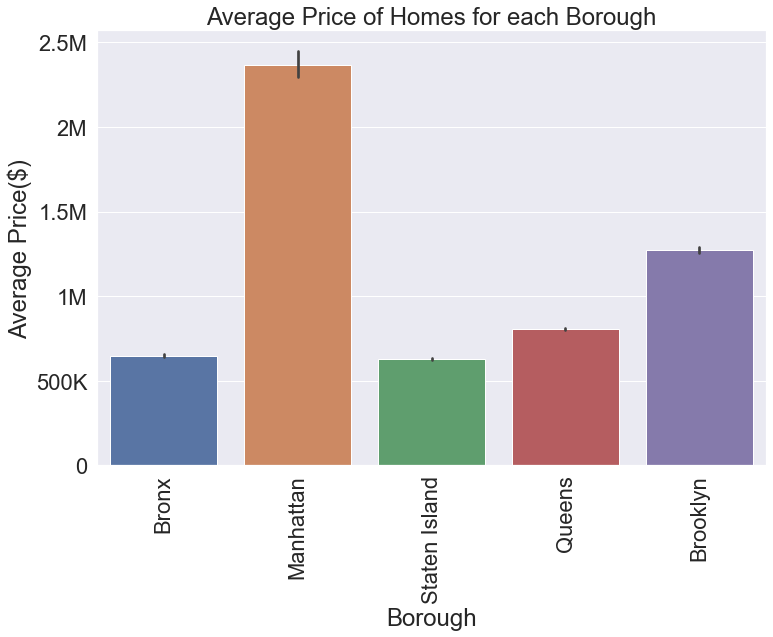 Average Price of Homes for each Borough
Average Price($)
2.5M
2M
1.5M
1M
500K
0
Bronx
Manhattan
Staten Island
Queens
Brooklyn
Borough